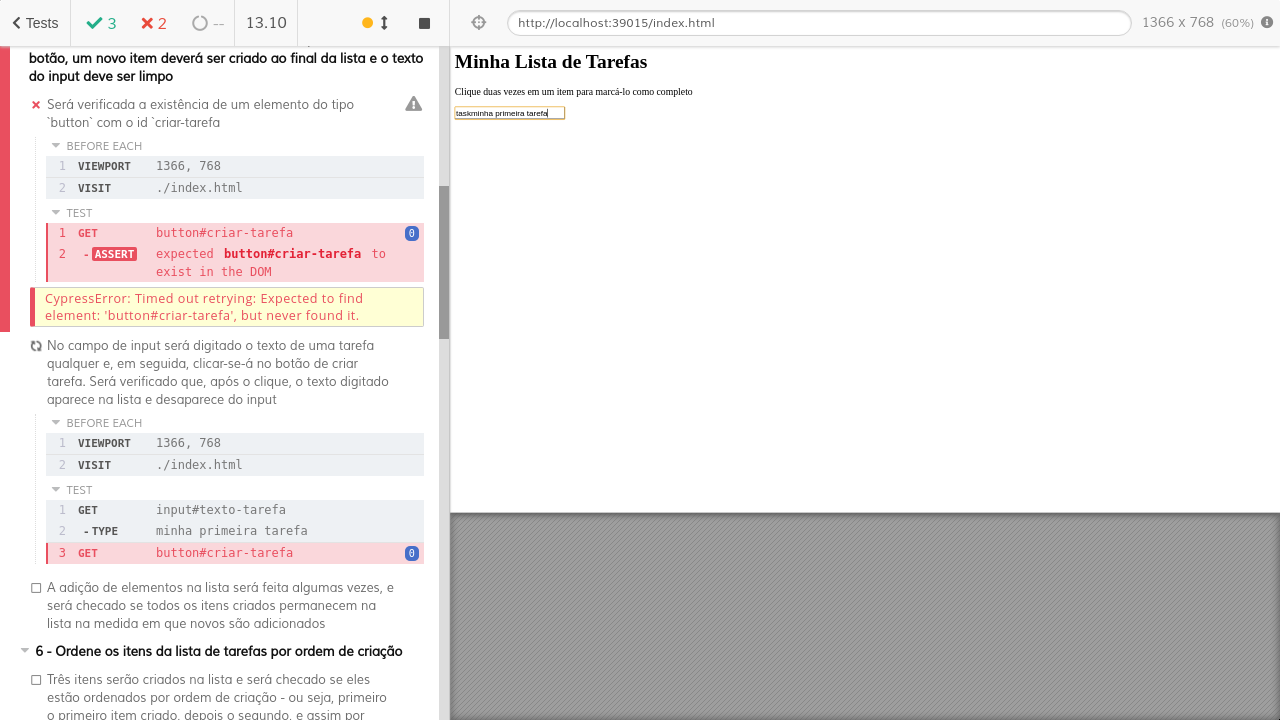 Tests
3
2
--
13.10
http://localhost:39015/index.html
1366 x 768 (60%)
botão, um novo item deverá ser criado ao final da lista e o texto
do input deve ser limpo
Será verificada a existência de um elemento do tipo
`button` com o id `criar-tarefa
BEFORE EACH
1 VIEWPORT 1366, 768
2 VISIT ./index.html
TEST
1 GET button#criar-tarefa 0
2 -ASSERT expected button#criar-tarefa to
exist in the DOM
CypressError: Timed out retrying: Expected to find
element: 'button#criar-tarefa', but never found it.
No campo de input será digitado o texto de uma tarefa
qualquer e, em seguida, clicar-se-á no botão de criar
tarefa. Será verificado que, após o clique, o texto digitado
aparece na lista e desaparece do input
BEFORE EACH
1 VIEWPORT 1366, 768
2 VISIT ./index.html
TEST
1 GET input#texto-tarefa
2 -TYPE minha primeira tarefa
3 GET button#criar-tarefa 0
A adição de elementos na lista será feita algumas vezes, e
será checado se todos os itens criados permanecem na
lista na medida em que novos são adicionados
6 - Ordene os itens da lista de tarefas por ordem de criação
Três itens serão criados na lista e será checado se eles
estão ordenados por ordem de criação - ou seja, primeiro
o primeiro item criado, depois o segundo, e assim por
Minha Lista de Tarefas
Clique duas vezes em um item para marcá-lo como completo
taskminha primeira tarefa